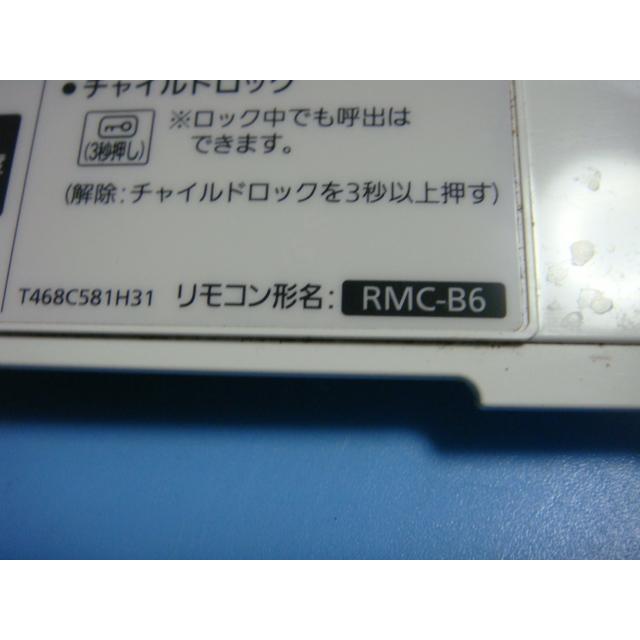 ●チャイルドロック
(3秒押し)
※ロック中でも呼出は
できます。
(解除:チャイルドロックを3秒以上押す)
T468C581H31 リモコン形名: RMC-B6